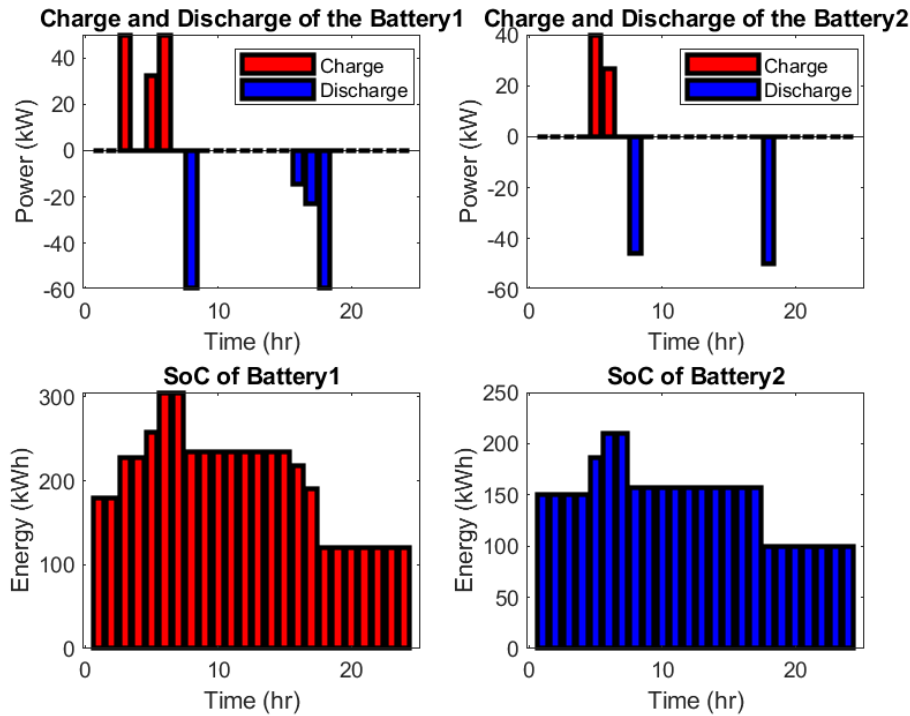 Charge and Discharge of the Battery1
40
20
0
-20
-40
-60
Power (kW)
Charge
Discharge
0
10
20
Time (hr)
Charge and Discharge of the Battery2
40
20
0
-20
-40
-60
Power (kW)
Charge
Discharge
0
10
20
Time (hr)
SoC of Battery1
300
200
100
0
Energy (kWh)
0
10
20
Time (hr)
SoC of Battery2
250
200
150
100
50
0
Energy (kWh)
0
10
20
Time (hr)